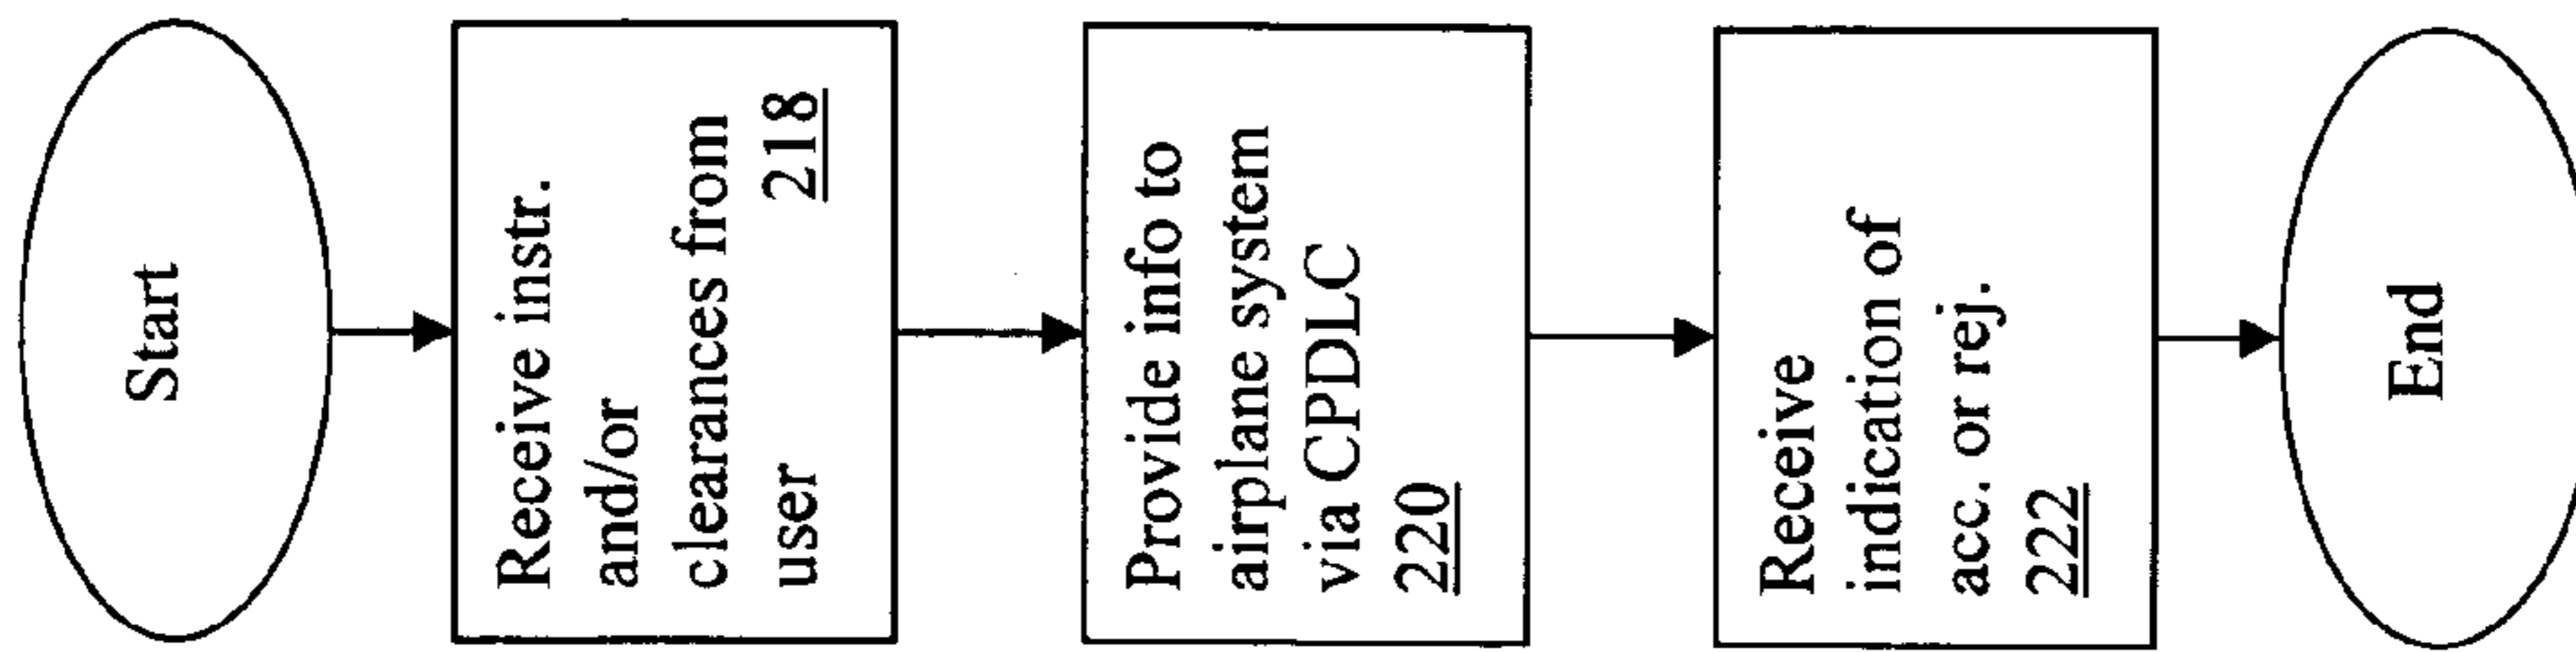 Start
Receive instr.
and/or
clearances from
user 218
Provide info to
airplane system
via CPDLC
220
Receive
indication of
acc. or rej.
222
End